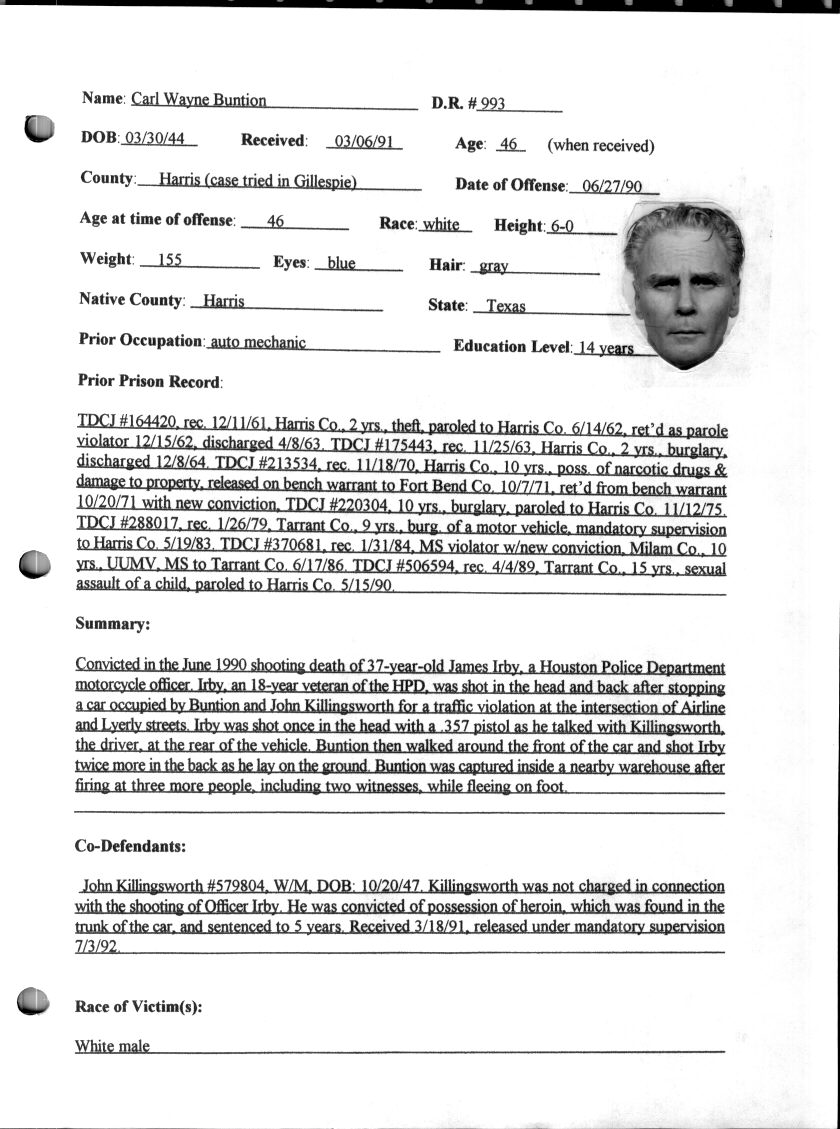 Name: Carl Wayne Buntion D.R. # 993
DOB: 03/30/44 Received: 03/06/91 Age: 46 (when received)
County: Harris (case tried in Gillespie) Date of Offense: 06/27/90
Age at time of offense: 46 Race: white Height: 6-0
Weight: 155 Eyes: blue Hair: gray
Native County: Harris State: Texas
Prior Occupation: auto mechanic Education Level: 14 years
Prior Prison Record:
TDCJ #164420, rec. 12/11/61, Harris Co., 2 yrs., theft, paroled to Harris Co. 6/14/62, ret'd as parole
violator 12/15/62, discharged 4/8/63. TDCJ #175443, rec. 11/25/63, Harris Co., 2 yrs., burglary,
discharged 12/8/64. TDCJ #213534, rec. 11/18/70, Harris Co., 10 yrs., poss. of narcotic drugs &
damage to property, released on bench warrant to Fort Bend Co. 10/7/71, ret'd from bench warrant
10/20/71 with new conviction, TDCJ #220304, 10 yrs., burglary, paroled to Harris Co. 11/12/75.
TDCJ #288017, rec. 1/26/79, Tarrant Co., 9 yrs., burg. of a motor vehicle, mandatory supervision
to Harris Co. 5/19/83. TDCJ #370681, rec. 1/31/84, MS violator w/new conviction, Milam Co., 10
yrs., UUMV, MS to Tarrant Co. 6/17/86. TDCJ #506594, rec. 4/4/89, Tarrant Co., 15 yrs., sexual
assault of a child, paroled to Harris Co. 5/15/90.
Summary:
Convicted in the June 1990 shooting death of 37-year-old James Irby, a Houston Police Department
motorcycle officer. Irby, an 18-year veteran of the HPD, was shot in the head and back after stopping
a car occupied by Buntion and John Killingsworth for a traffic violation at the intersection of Airline
and Lyerly streets. Irby was shot once in the head with a .357 pistol as he talked with Killingsworth,
the driver, at the rear of the vehicle. Buntion then walked around the front of the car and shot Irby
twice more in the back as he lay on the ground. Buntion was captured inside a nearby warehouse after
firing at three more people, including two witnesses, while fleeing on foot.
Co-Defendants:
John Killingsworth #579804, W/M, DOB: 10/20/47. Killingsworth was not charged in connection
with the shooting of Officer Irby. He was convicted of possession of heroin, which was found in the
trunk of the car, and sentenced to 5 years. Received 3/18/91, released under mandatory supervision
7/3/92.
Race of Victim(s):
White male